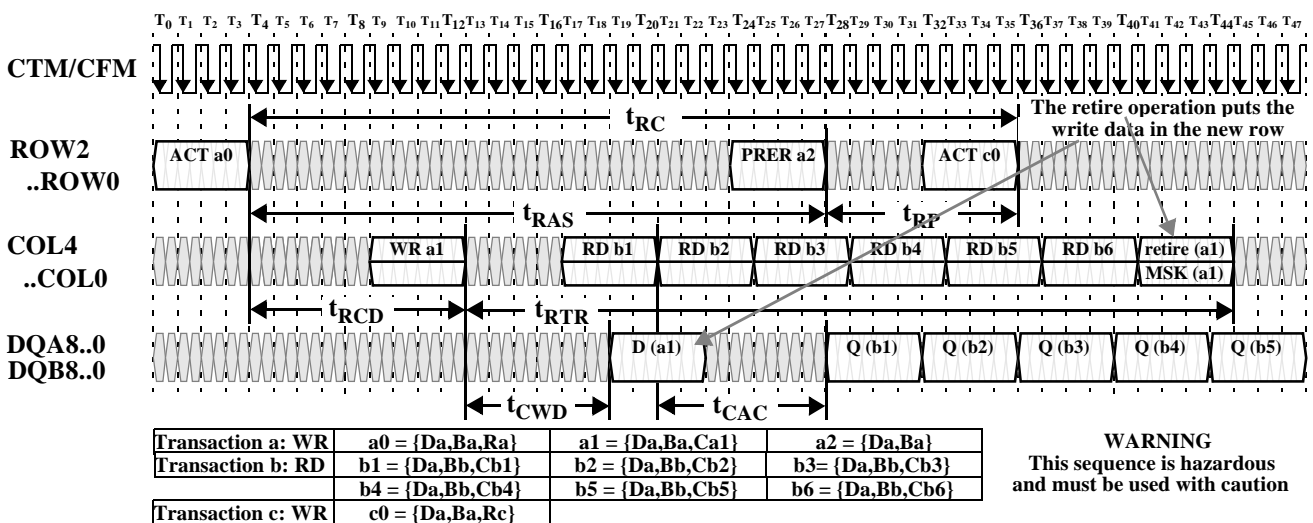 T0 T1 T2 T3 T4 T5 T6 T7 T8 T9 T10 T11 T12 T13 T14 T15 T16 T17 T18 T19 T20 T21 T22 T23 T24 T25 T26 T27 T28 T29 T30 T31 T32 T33 T34 T35 T36 T37 T38 T39 T40 T41 T42 T43 T44 T45 T46 T47
CTM/CFM
The retire operation puts the
write data in the new row
tRC
ROW2
..ROW0
ACT a0 PRER a2 ACT c0
tRAS tRP
COL4
..COL0
WR a1 RD b1 RD b2 RD b3 RD b4 RD b5 RD b6 retire (a1)
MSK (a1)
tRCD tRTR
DQA8..0
DQB8..0
D (a1) Q (b1) Q (b2) Q (b3) Q (b4) Q (b5)
tCWD tCAC
Transaction a: WR a0 = {Da,Ba,Ra} a1 = {Da,Ba,Ca1} a2 = {Da,Ba}
Transaction b: RD b1 = {Da,Bb,Cb1} b2 = {Da,Bb,Cb2} b3= {Da,Bb,Cb3}
b4 = {Da,Bb,Cb4} b5 = {Da,Bb,Cb5} b6 = {Da,Bb,Cb6}
Transaction c: WR c0 = {Da,Ba,Rc}
WARNING
This sequence is hazardous
and must be used with caution